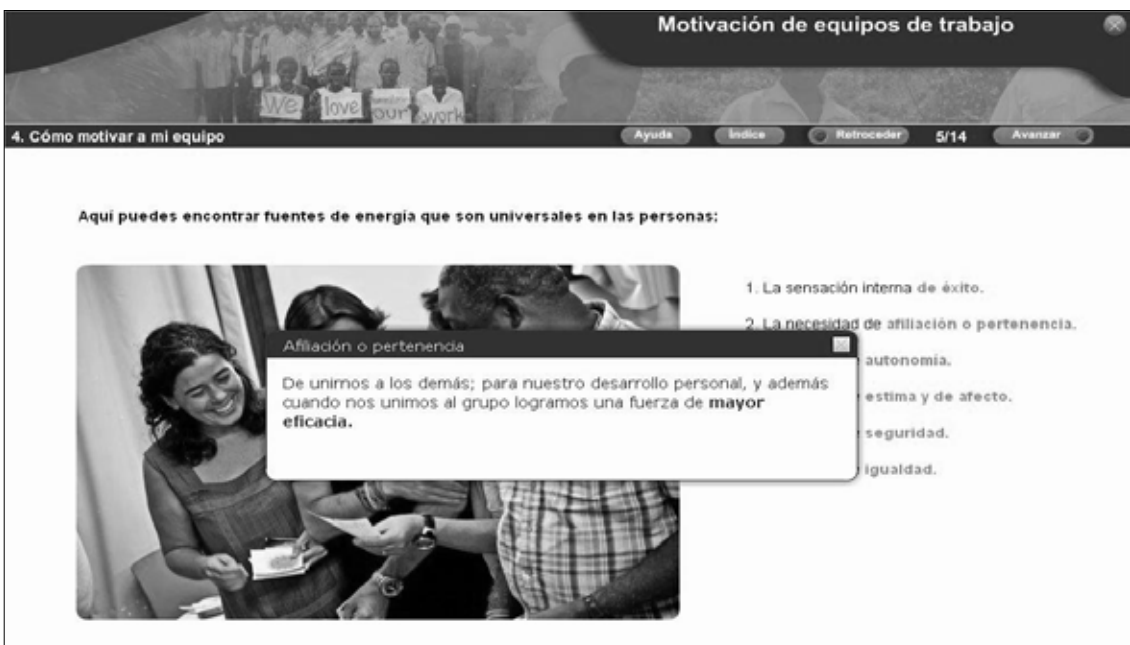 Motivación de equipos de trabajo
We love our work
4. Cómo motivar a mi equipo
Ayuda
Índice
Retroceder
5/14
Avanzar
Aquí puedes encontrar fuentes de energía que son universales en las personas:
1. La sensación interna de éxito.
2. La necesidad de afiliación o pertenencia.
autonomía.
estima y de afecto.
seguridad.
igualdad.
Afiliación o pertenencia
De unirnos a los demás; para nuestro desarrollo personal, y además
cuando nos unimos al grupo logramos una fuerza de mayor
eficacia.